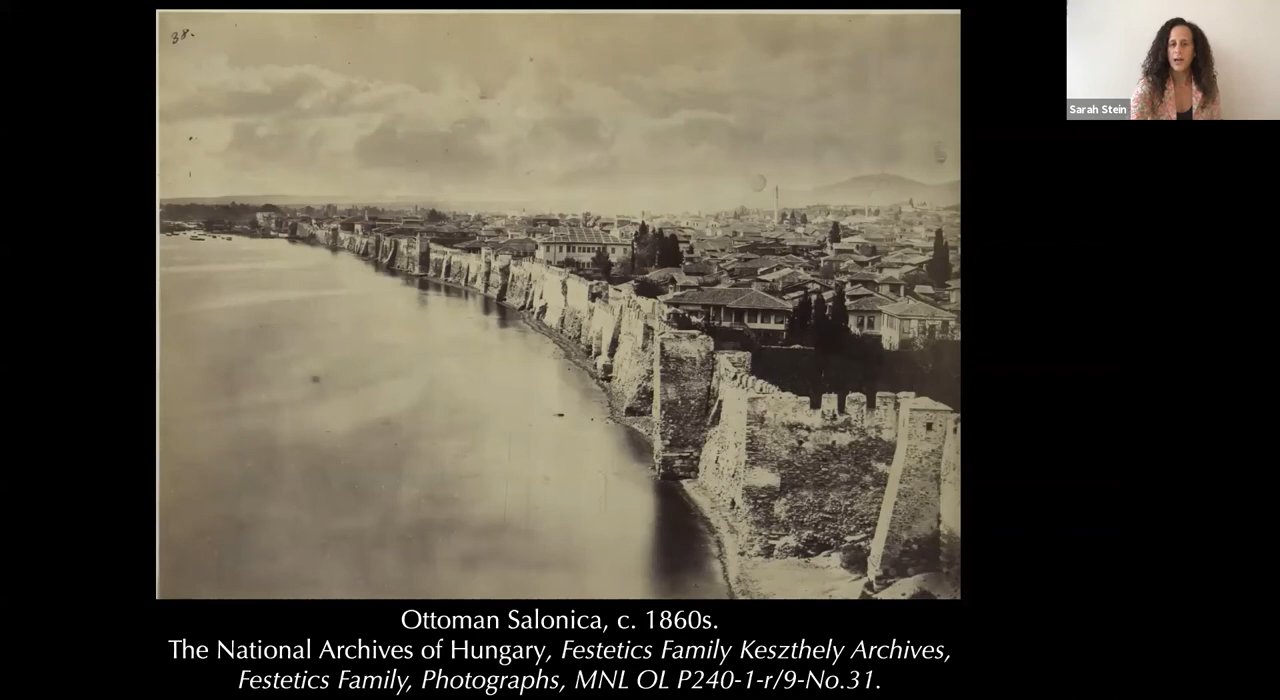 38.
Sarah Stein
Ottoman Salonica, c. 1860s.
The National Archives of Hungary, Festetics Family Keszthely Archives,
Festetics Family, Photographs, MNL OL P240-1-r/9-No.31.